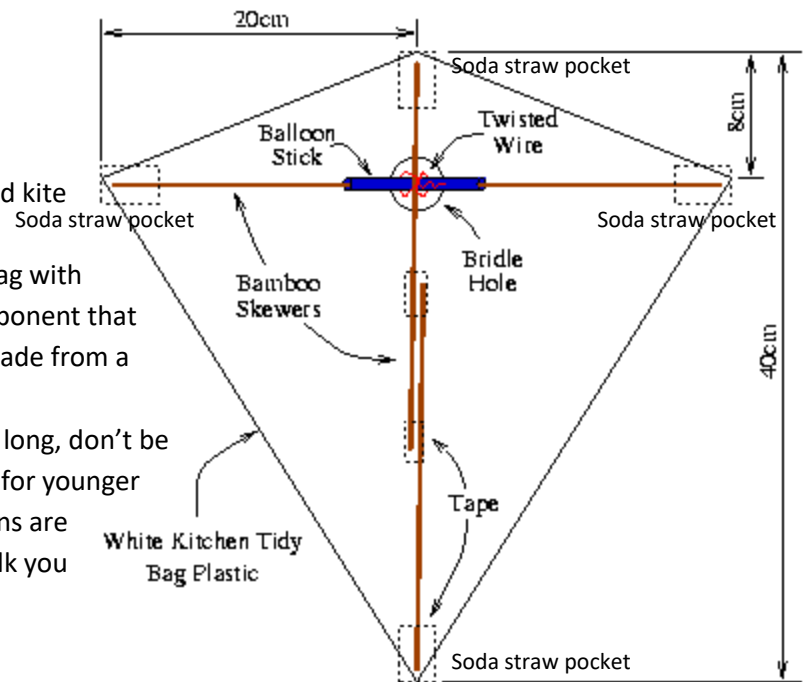 20cm
Soda straw pocket
8cm
Balloon
Stick
Twisted
Wire
d kite
Soda straw pocket
Soda straw pocket
Bridle
Hole
ag with
ponent that
ade from a
Bamboo
Skewers
40cm
long, don’t be
for younger
ns are
lk you
Tape
White Kitchen Tidy
Bag Plastic
Soda straw pocket